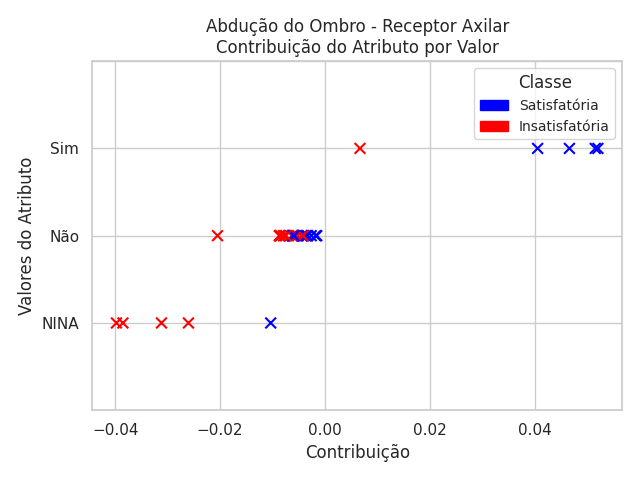 Abdução do Ombro - Receptor Axilar
Contribuição do Atributo por Valor
Classe
Satisfatória
Insatisfatória
Valores do Atributo
Sim
Não
NINA
−0.04
−0.02
0.00
0.02
0.04
Contribuição